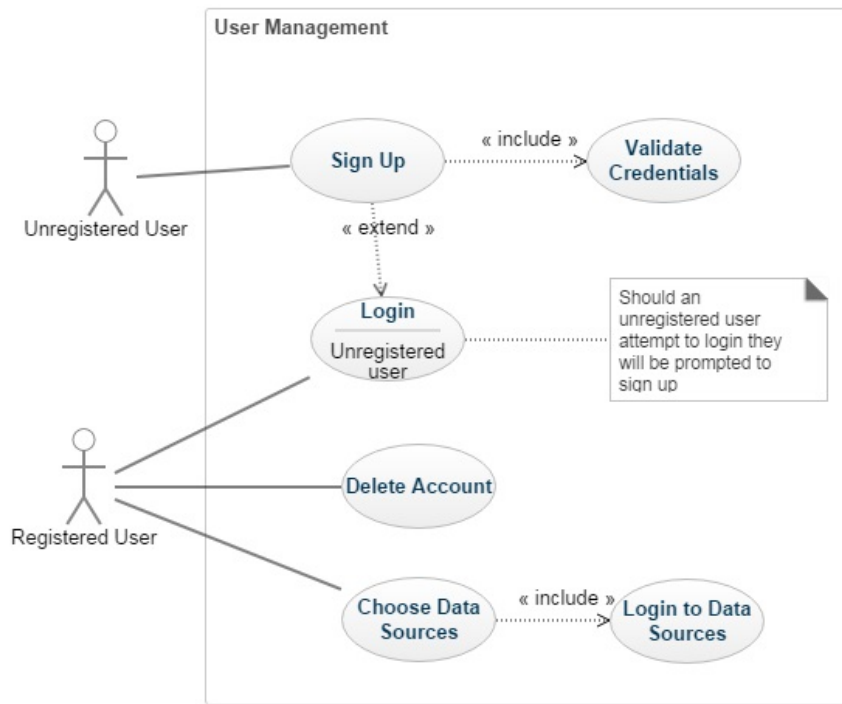 User Management
Unregistered User
Sign Up
« include »
Validate
Credentials
« extend »
Login
Unregistered
user
Should an
unregistered user
attempt to login they
will be prompted to
sign up
Registered User
Delete Account
Choose Data
Sources
« include »
Login to Data
Sources